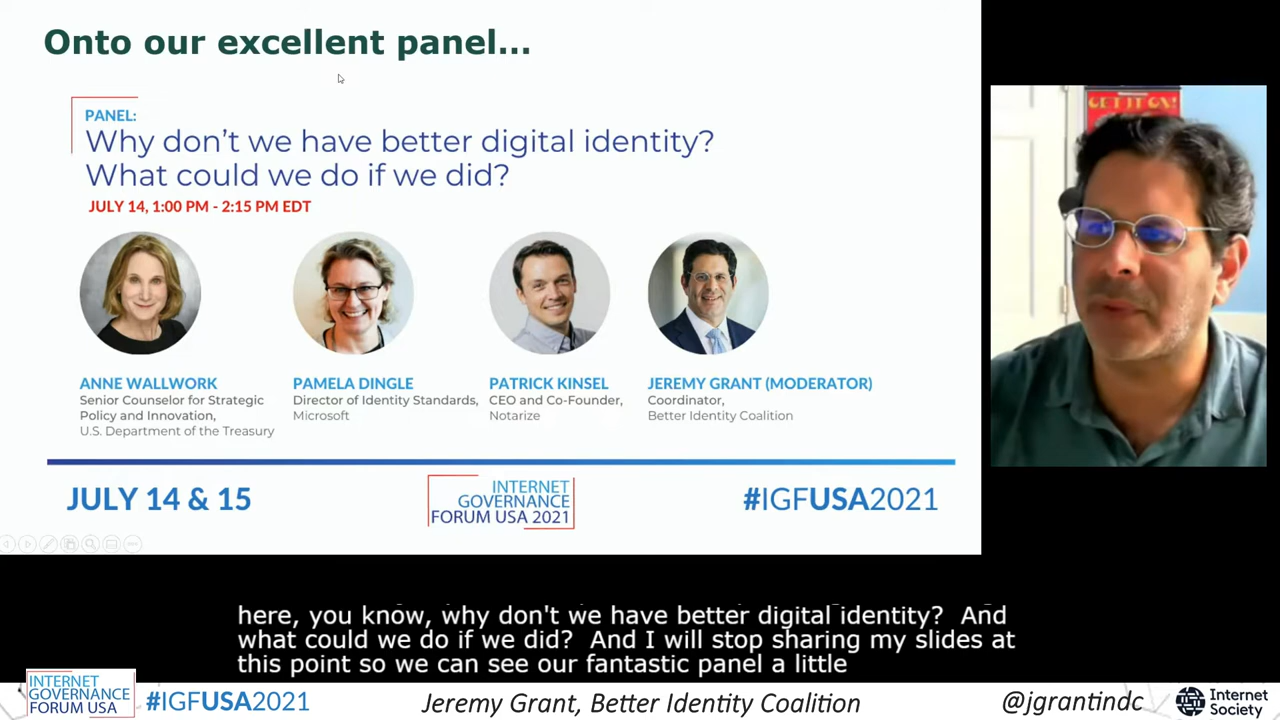 Onto our excellent panel...
PANEL:
Why don't we have better digital identity?
What could we do if we did?
JULY 14, 1:00 PM - 2:15 PM EDT
ANNE WALLWORK
Senior Counselor for Strategic
Policy and Innovation,
U.S. Department of the Treasury
PAMELA DINGLE
Director of Identity Standards,
Microsoft
PATRICK KINSEL
CEO and Co-Founder,
Notarize
JEREMY GRANT (MODERATOR)
Coordinator,
Better Identity Coalition
JULY 14 & 15
INTERNET
GOVERNANCE
FORUM USA 2021
#IGFUSA2021
GET IT ON!
here, you know, why don't we have better digital identity? And
what could we do if we did? And I will stop sharing my slides at
this point so we can see our fantastic panel a little
INTERNET
GOVERNANCE
FORUM USA
#IGFUSA2021
Jeremy Grant, Better Identity Coalition
@jgrantindc
Internet
Society